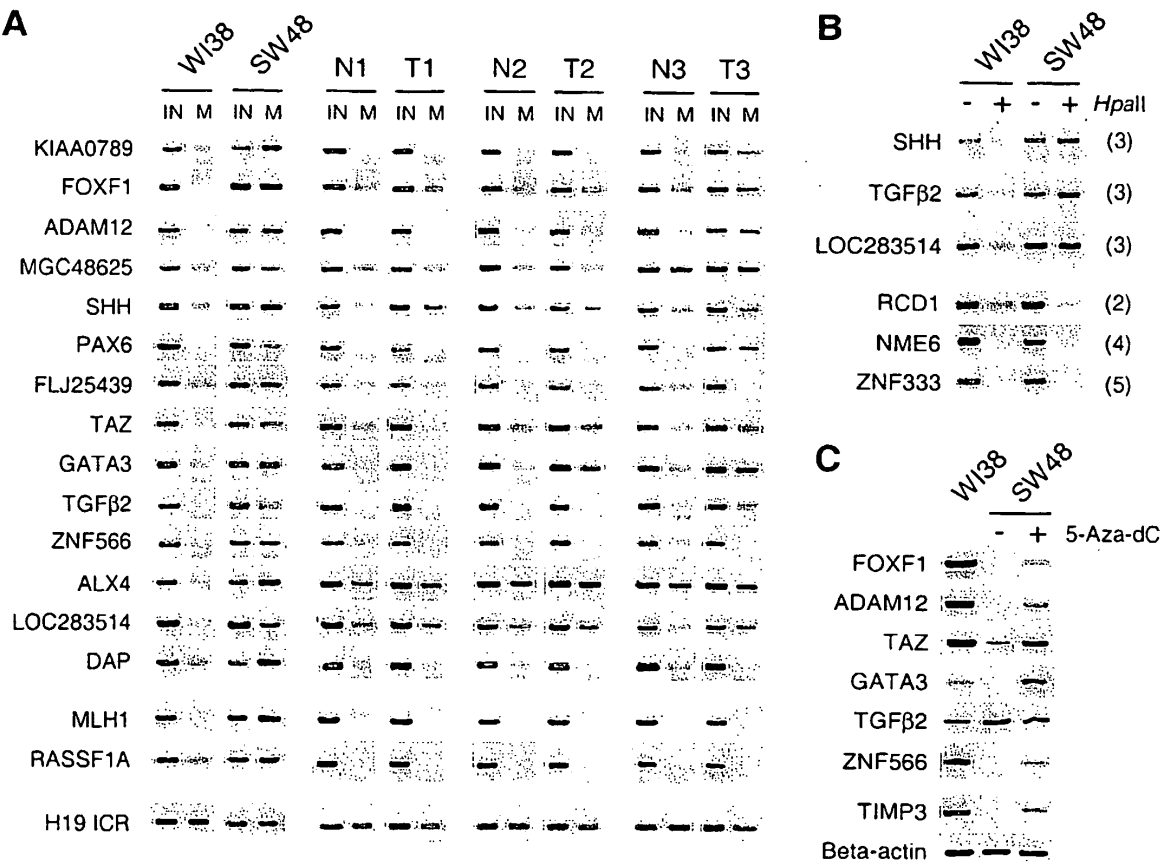 A
WI38 SW48 N1 T1 N2 T2 N3 T3
IN M IN M IN M IN M IN M IN M IN M IN M
KIAA0789
FOXF1
ADAM12
MGC48625
SHH
PAX6
FLJ25439
TAZ
GATA3
TGFβ2
ZNF566
ALX4
LOC283514
DAP
MLH1
RASSF1A
H19 ICR
B
WI38 SW48
- + - + HpaII
SHH (3)
TGFβ2 (3)
LOC283514 (3)
RCD1 (2)
NME6 (4)
ZNF333 (5)
C
WI38 SW48
- + 5-Aza-dC
FOXF1
ADAM12
TAZ
GATA3
TGFβ2
ZNF566
TIMP3
Beta-actin